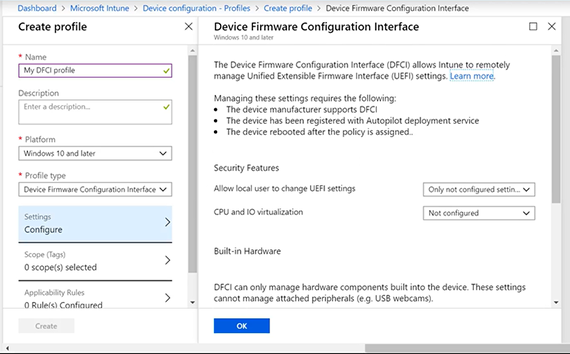 Dashboard > Microsoft Intune > Device configuration - Profiles > Create profile > Device Firmware Configuration Interface
Create profile
* Name
My DFCI profile
Description
Enter a description...
* Platform
Windows 10 and later
* Profile type
Device Firmware Configuration Interface
Settings
Configure
Scope (Tags)
0 scope(s) selected
Applicability Rules
0 Rule(s) Configured
Create
Device Firmware Configuration Interface
Windows 10 and later
The Device Firmware Configuration Interface (DFCI) allows Intune to remotely
manage Unified Extensible Firmware Interface (UEFI) settings. Learn more.
Managing these settings requires the following:
• The device manufacturer supports DFCI
• The device has been registered with Autopilot deployment service
• The device rebooted after the policy is assigned..
Security Features
Allow local user to change UEFI settings
Only not configured settin...
CPU and IO virtualization
Not configured
Built-in Hardware
DFCI can only manage hardware components built into the device. These settings
cannot manage attached peripherals (e.g. USB webcams).
OK